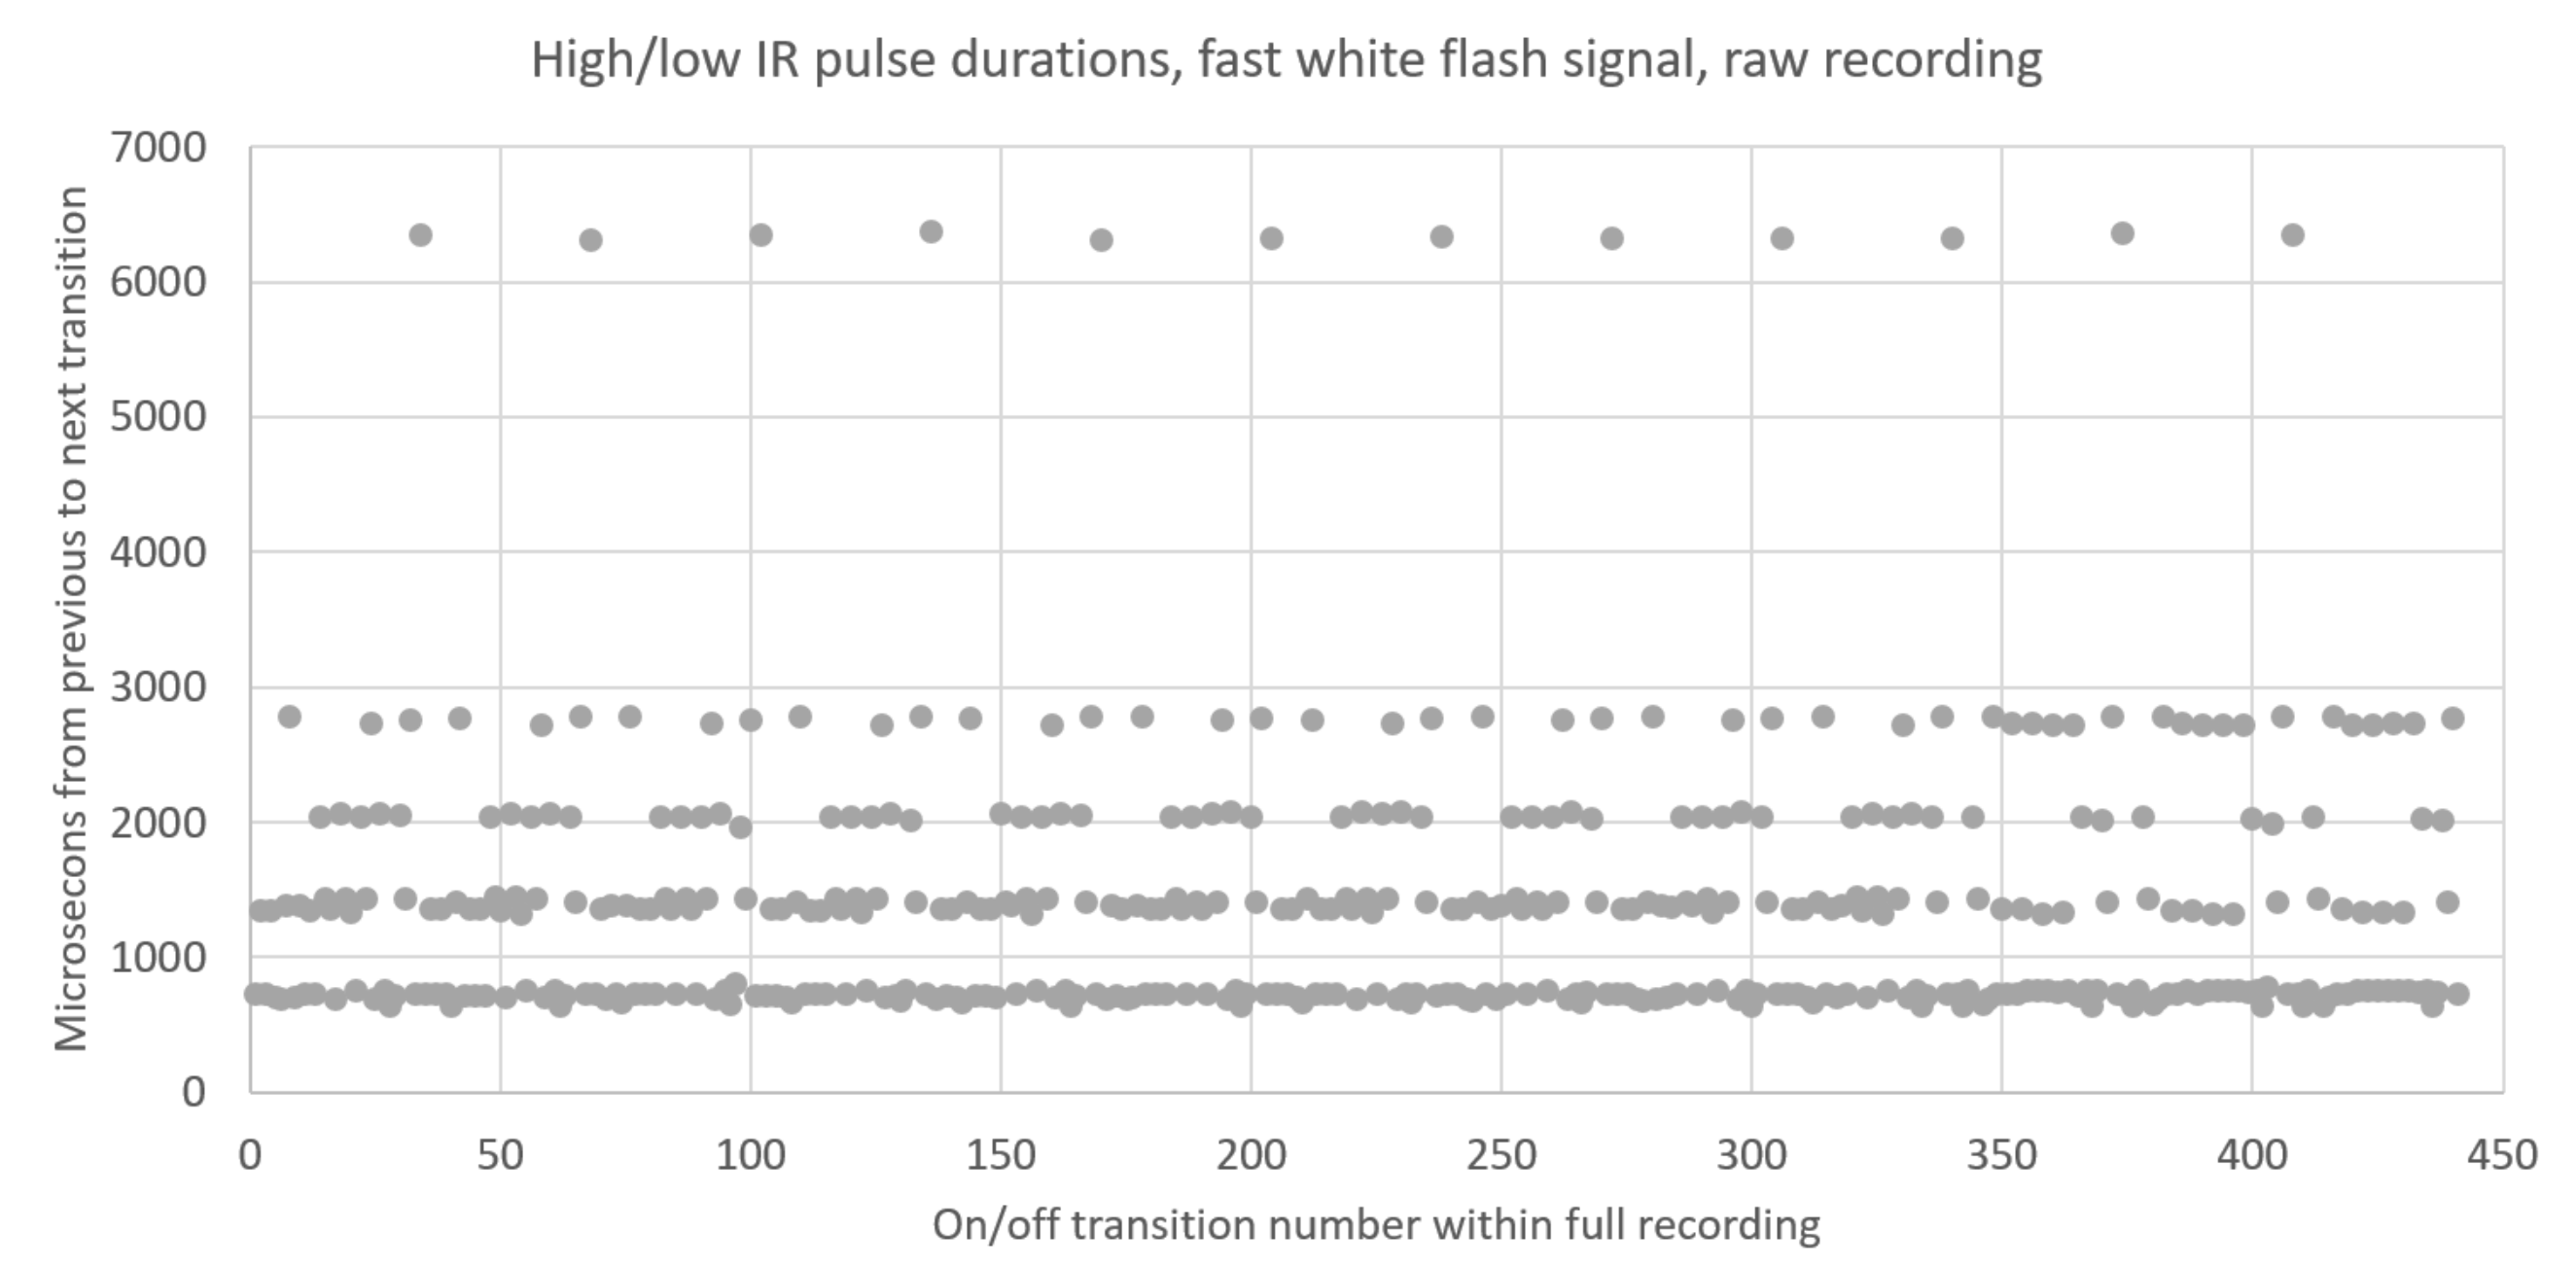 High/low IR pulse durations, fast white flash signal, raw recording
Microsecons from previous to next transition
7000
6000
5000
4000
3000
2000
1000
0
0 50 100 150 200 250 300 350 400 450
On/off transition number within full recording